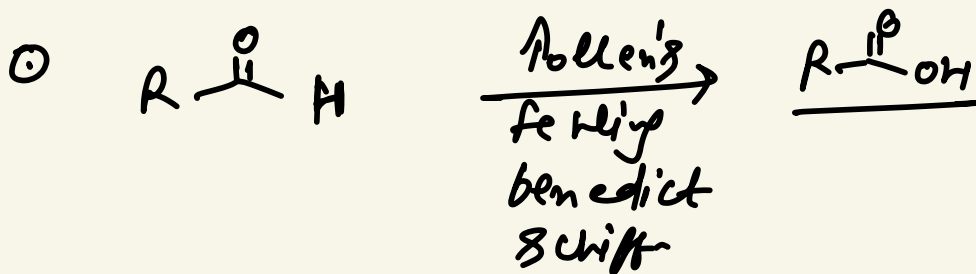 ⊙ R O H Tollen's R O OH
fehling
benedict
schiff